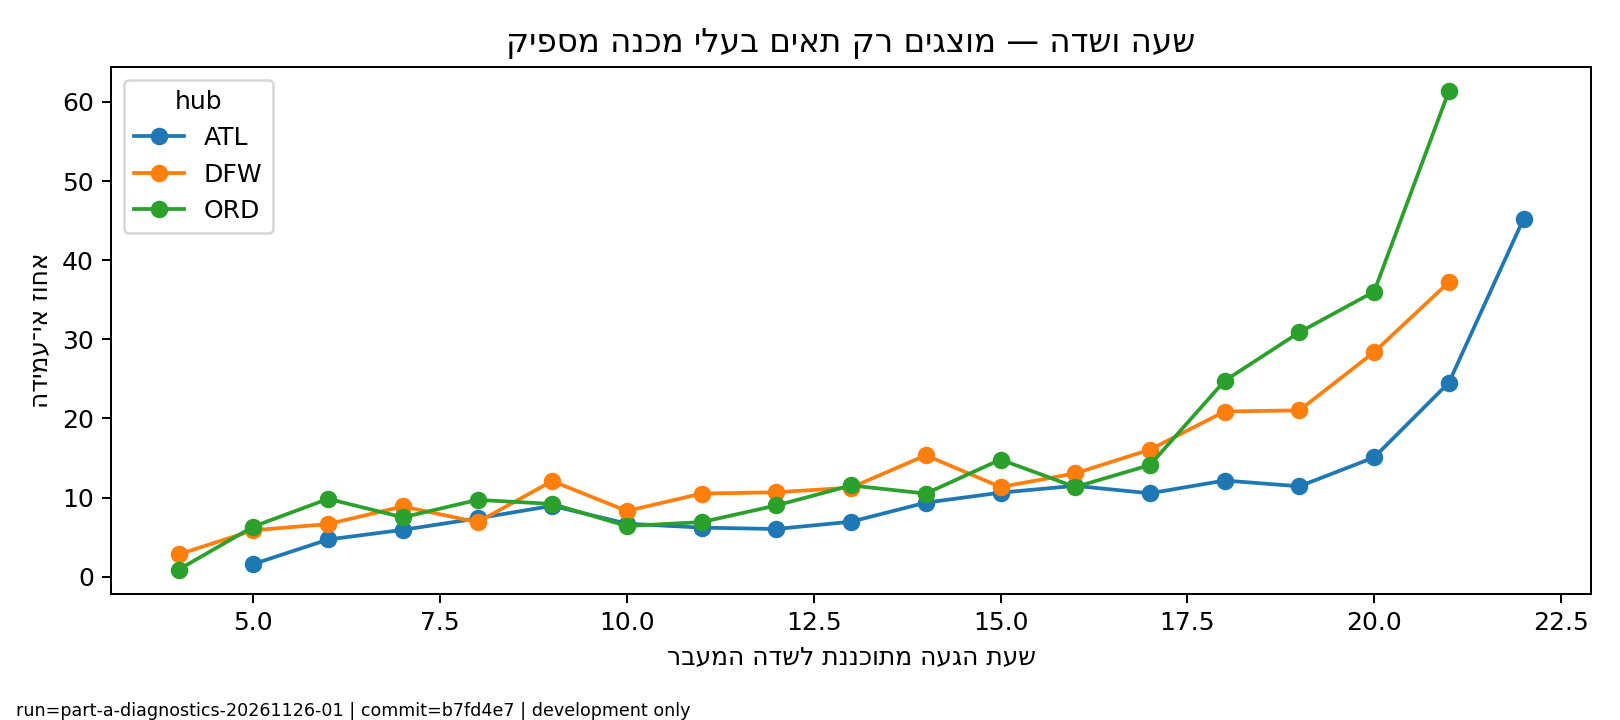 שעה ושדה — מוצגים רק תאים בעלי מכנה מספיק
hub
ATL
DFW
ORD
אחוז אי־עמידה
60
50
40
30
20
10
0
5.0
7.5
10.0
12.5
15.0
17.5
20.0
22.5
שעת הגעה מתוכננת לשדה המעבר
run=part-a-diagnostics-20261126-01 | commit=b7fd4e7 | development only